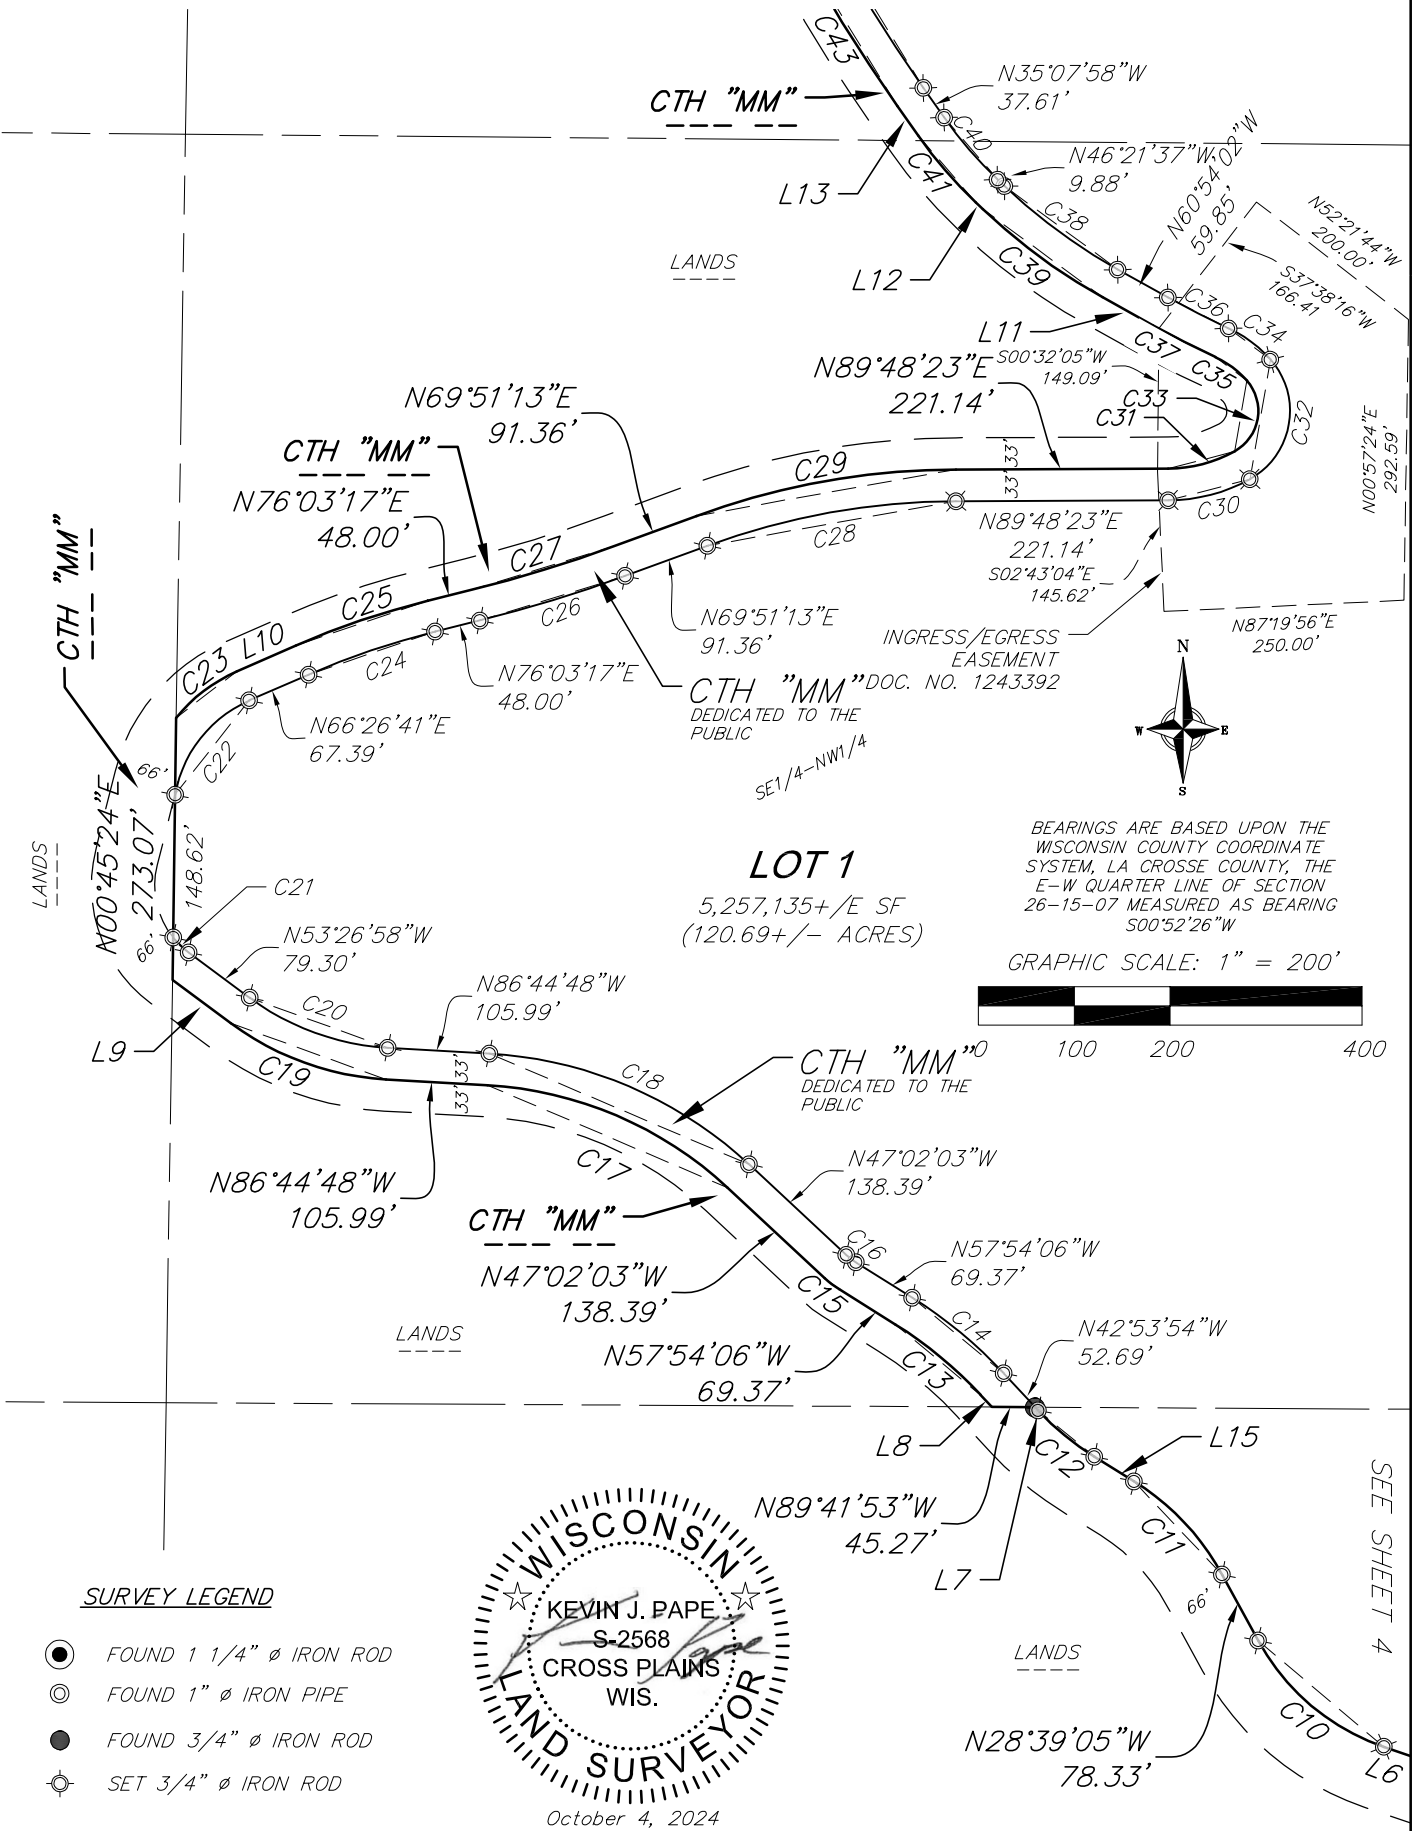 C43
CTH "MM"
N35°07'58"W
37.61'
C40
N46°21'37"W
9.88'
N60°54'02"W
59.85'
L13
C41
C38
N52°21'44"W
200.00'
S37°38'16"W
166.41
LANDS
L12
C39
C36
C34
L11
C37
C35
S00°32'05"W
149.09'
N89°48'23"E
221.14'
C33
C31
C32
N00°57'24"E
292.59'
N69°51'13"E
91.36'
CTH "MM"
C29
33'
33'
N76°03'17"E
48.00'
C30
N89°48'23"E
221.14'
S02°43'04"E
145.62'
CTH "MM"
C27
C28
C25
C26
N69°51'13"E
91.36'
INGRESS/EGRESS
EASEMENT
DOC. NO. 1243392
N87°19'56"E
250.00'
C23
L10
C24
N76°03'17"E
48.00'
CTH "MM"
DEDICATED TO THE
PUBLIC
N
W
E
S
N66°26'41"E
67.39'
C22
66'
SE1/4-NW1/4
N00°45'24"E
273.07'
148.62'
LANDS
BEARINGS ARE BASED UPON THE
WISCONSIN COUNTY COORDINATE
SYSTEM, LA CROSSE COUNTY, THE
E-W QUARTER LINE OF SECTION
26-15-07 MEASURED AS BEARING
S00°52'26"W
LOT 1
5,257,135+/E SF
(120.69+/- ACRES)
C21
66'
N53°26'58"W
79.30'
GRAPHIC SCALE: 1" = 200'
0 100 200 400
C20
N86°44'48"W
105.99'
L9
C19
33'
33'
C18
CTH "MM"
DEDICATED TO THE
PUBLIC
C17
N86°44'48"W
105.99'
N47°02'03"W
138.39'
CTH "MM"
C16
N57°54'06"W
69.37'
N47°02'03"W
138.39'
C15
C14
LANDS
N42°53'54"W
52.69'
N57°54'06"W
69.37'
C13
L8
C12
L15
SEE SHEET 4
N89°41'53"W
45.27'
C11
L7
66'
LANDS
N28°39'05"W
78.33'
C10
L6
SURVEY LEGEND
FOUND 1 1/4" ø IRON ROD
FOUND 1" ø IRON PIPE
FOUND 3/4" ø IRON ROD
SET 3/4" ø IRON ROD
WISCONSIN
KEVIN J. PAPE
S-2568
CROSS PLAINS
WIS.
LAND SURVEYOR
October 4, 2024